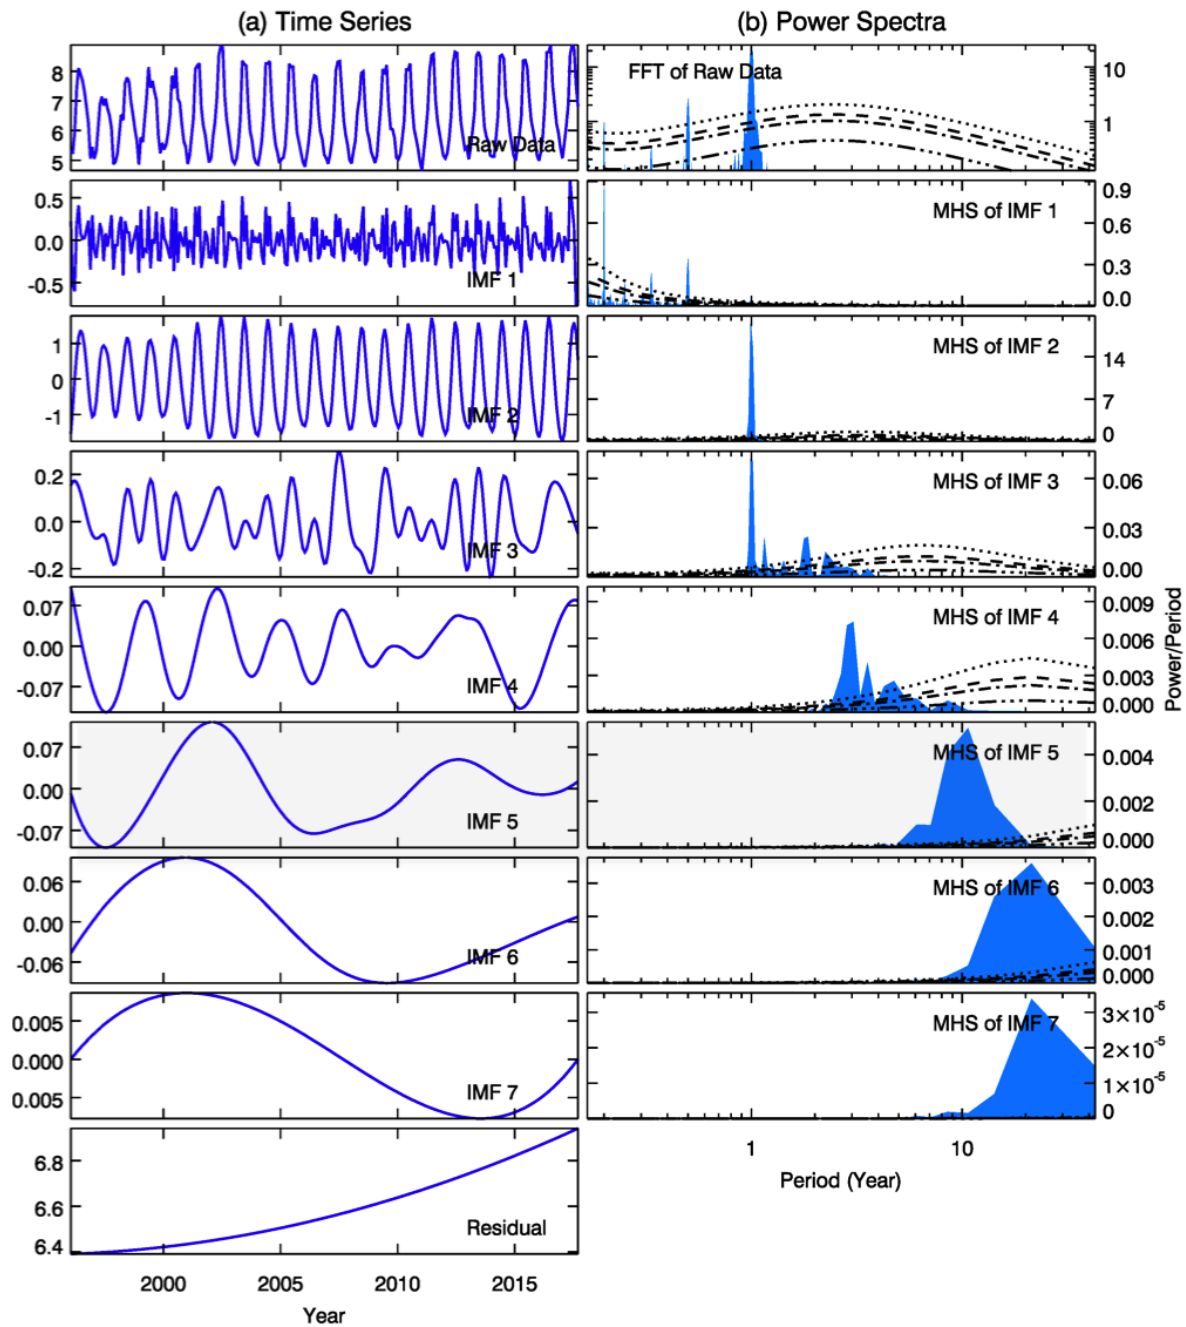 (a) Time Series
(b) Power Spectra
8
7
6
5
Raw Data
FFT of Raw Data
10
1
0.5
0.0
-0.5
IMF 1
MHS of IMF 1
0.9
0.6
0.3
0.0
1
0
-1
IMF 2
MHS of IMF 2
14
7
0
0.2
0.0
-0.2
IMF 3
MHS of IMF 3
0.06
0.03
0.00
0.07
0.00
-0.07
IMF 4
MHS of IMF 4
0.009
0.006
0.003
0.000
Power/Period
0.07
0.00
-0.07
IMF 5
MHS of IMF 5
0.004
0.002
0.000
0.06
0.00
-0.06
IMF 6
MHS of IMF 6
0.003
0.002
0.001
0.000
0.005
0.000
0.005
IMF 7
MHS of IMF 7
3×10⁻⁵
2×10⁻⁵
1×10⁻⁵
0
6.8
6.6
6.4
Residual
2000 2005 2010 2015
Year
1 10
Period (Year)